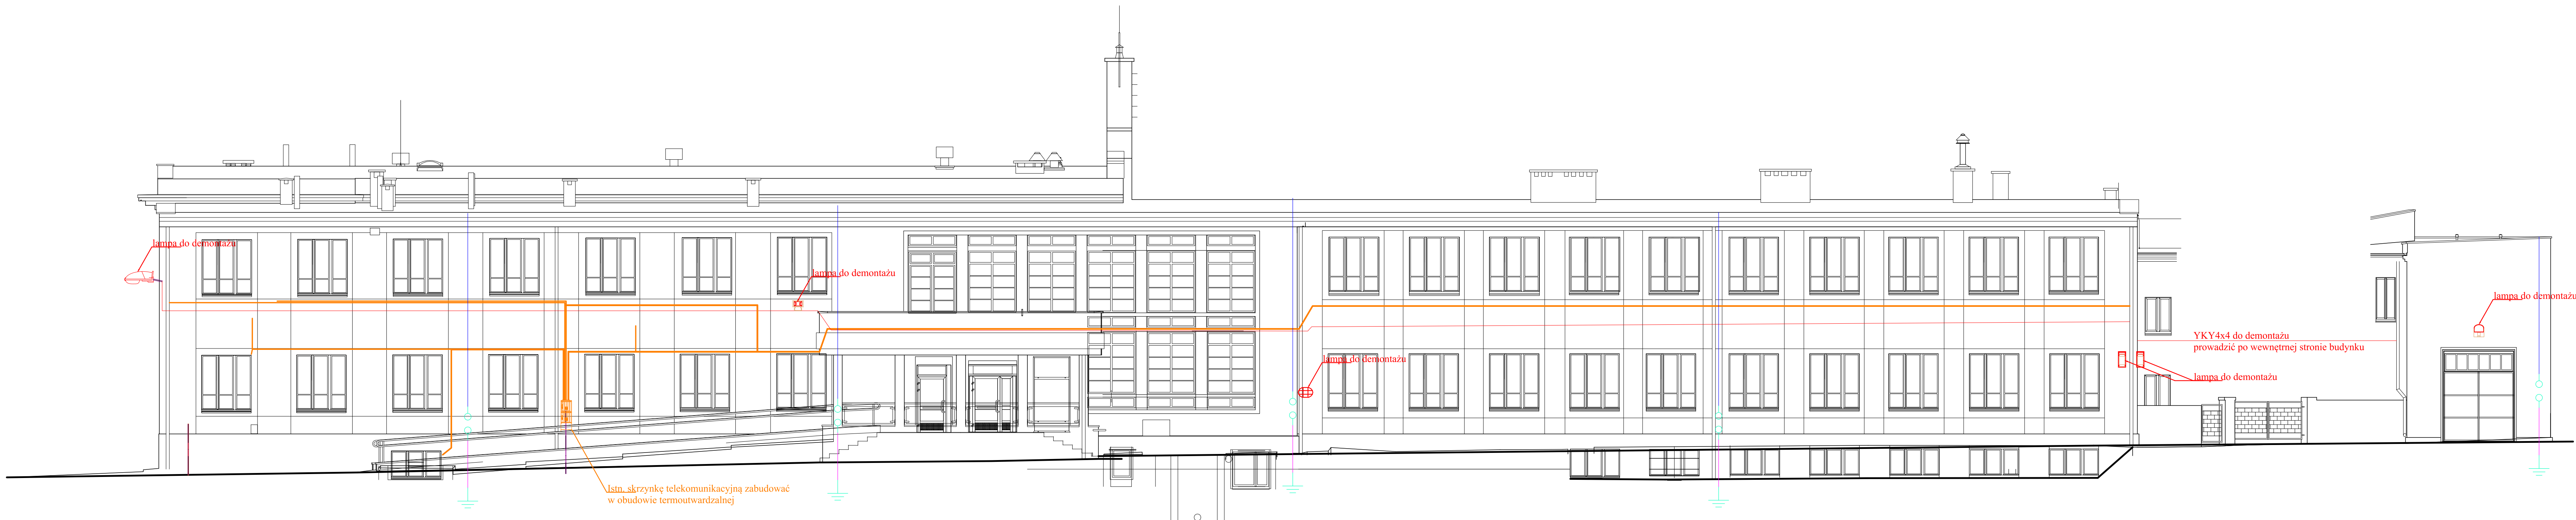 lampa do demontażu
lampa do demontażu
lampa do demontażu
YKY4x4 do demontażu
prowadzić po wewnętrnej stronie budynku
lampa do demontażu
lampa do demontażu
Istn. skrzynkę telekomunikacyjną zabudować
w obudowie termoutwardzalnej